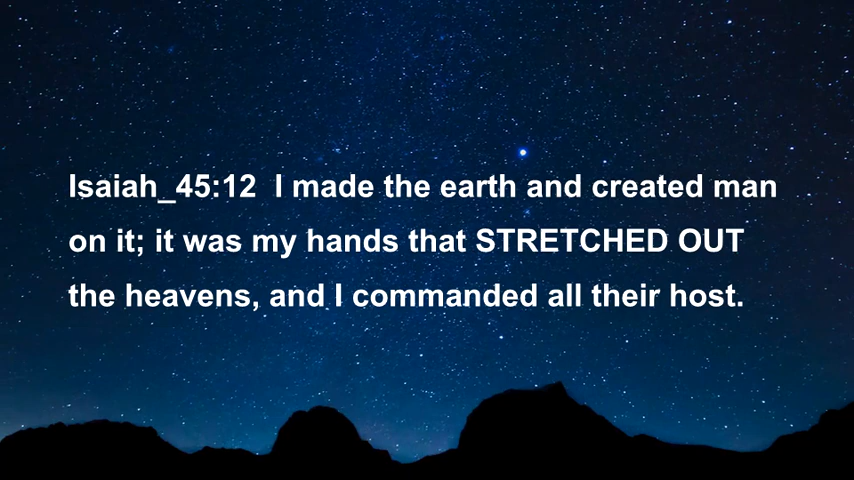 Isaiah_45:12  I made the earth and created man
on it; it was my hands that STRETCHED OUT
the heavens, and I commanded all their host.